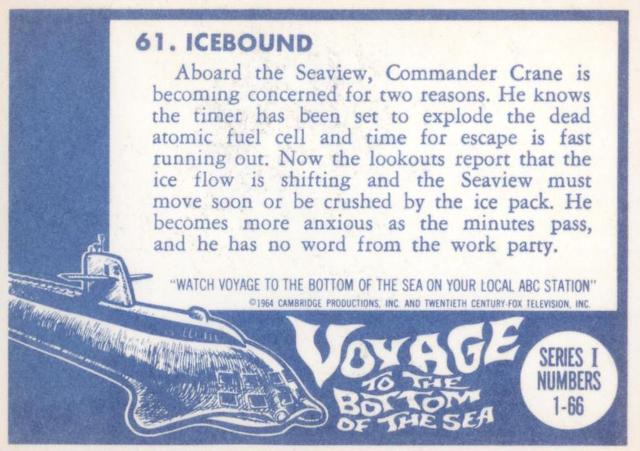 61. ICEBOUND
Aboard the Seaview, Commander Crane is
becoming concerned for two reasons. He knows
the timer has been set to explode the dead
atomic fuel cell and time for escape is fast
running out. Now the lookouts report that the
ice flow is shifting and the Seaview must
move soon or be crushed by the ice pack. He
becomes more anxious as the minutes pass,
and he has no word from the work party.
"WATCH VOYAGE TO THE BOTTOM OF THE SEA ON YOUR LOCAL ABC STATION"
©1964 CAMBRIDGE PRODUCTIONS, INC. AND TWENTIETH CENTURY-FOX TELEVISION, INC.
VOYAGE
TO THE
BOTTOM
OF THE SEA
SERIES I
NUMBERS
1-66